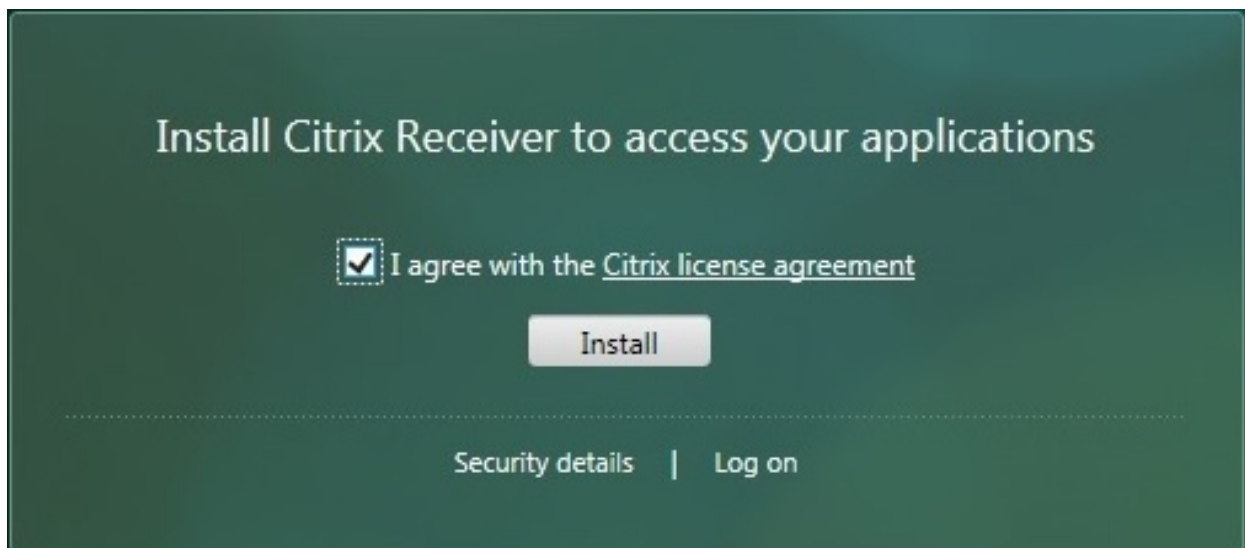 Install Citrix Receiver to access your applications
I agree with the Citrix license agreement
Install
Security details | Log on